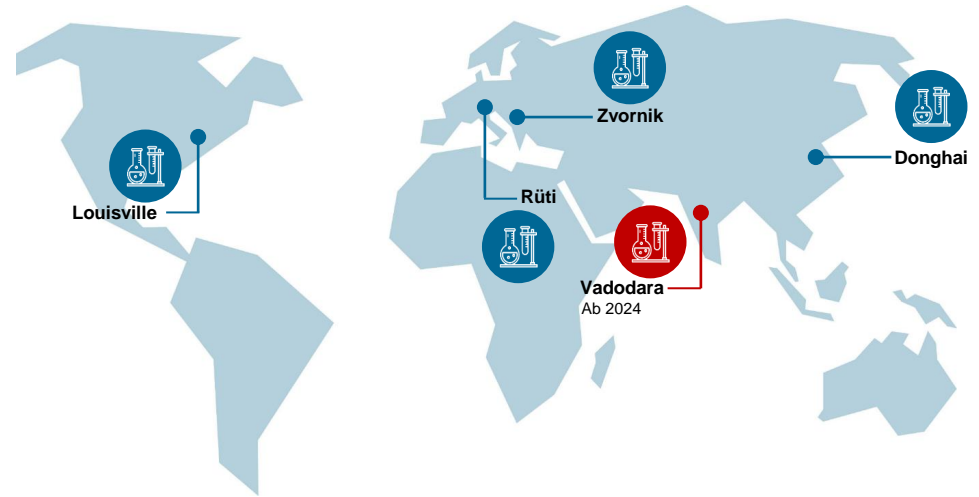 Zvornik
Donghai
Louisville
Rüti
Vadodara
Ab 2024